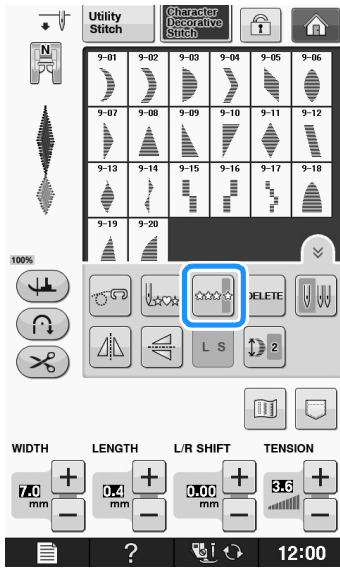 Utility
Stitch
Character
Decorative
Stitch
N
9-01 9-02 9-03 9-04 9-05 9-06
9-07 9-08 9-09 9-10 9-11 9-12
9-13 9-14 9-15 9-16 9-17 9-18
9-19 9-20
100%
DELETE
L S 2
WIDTH LENGTH L/R SHIFT TENSION
7.0 mm + − 0.4 mm + − 0.00 mm + − 3.6 + −
? 12:00